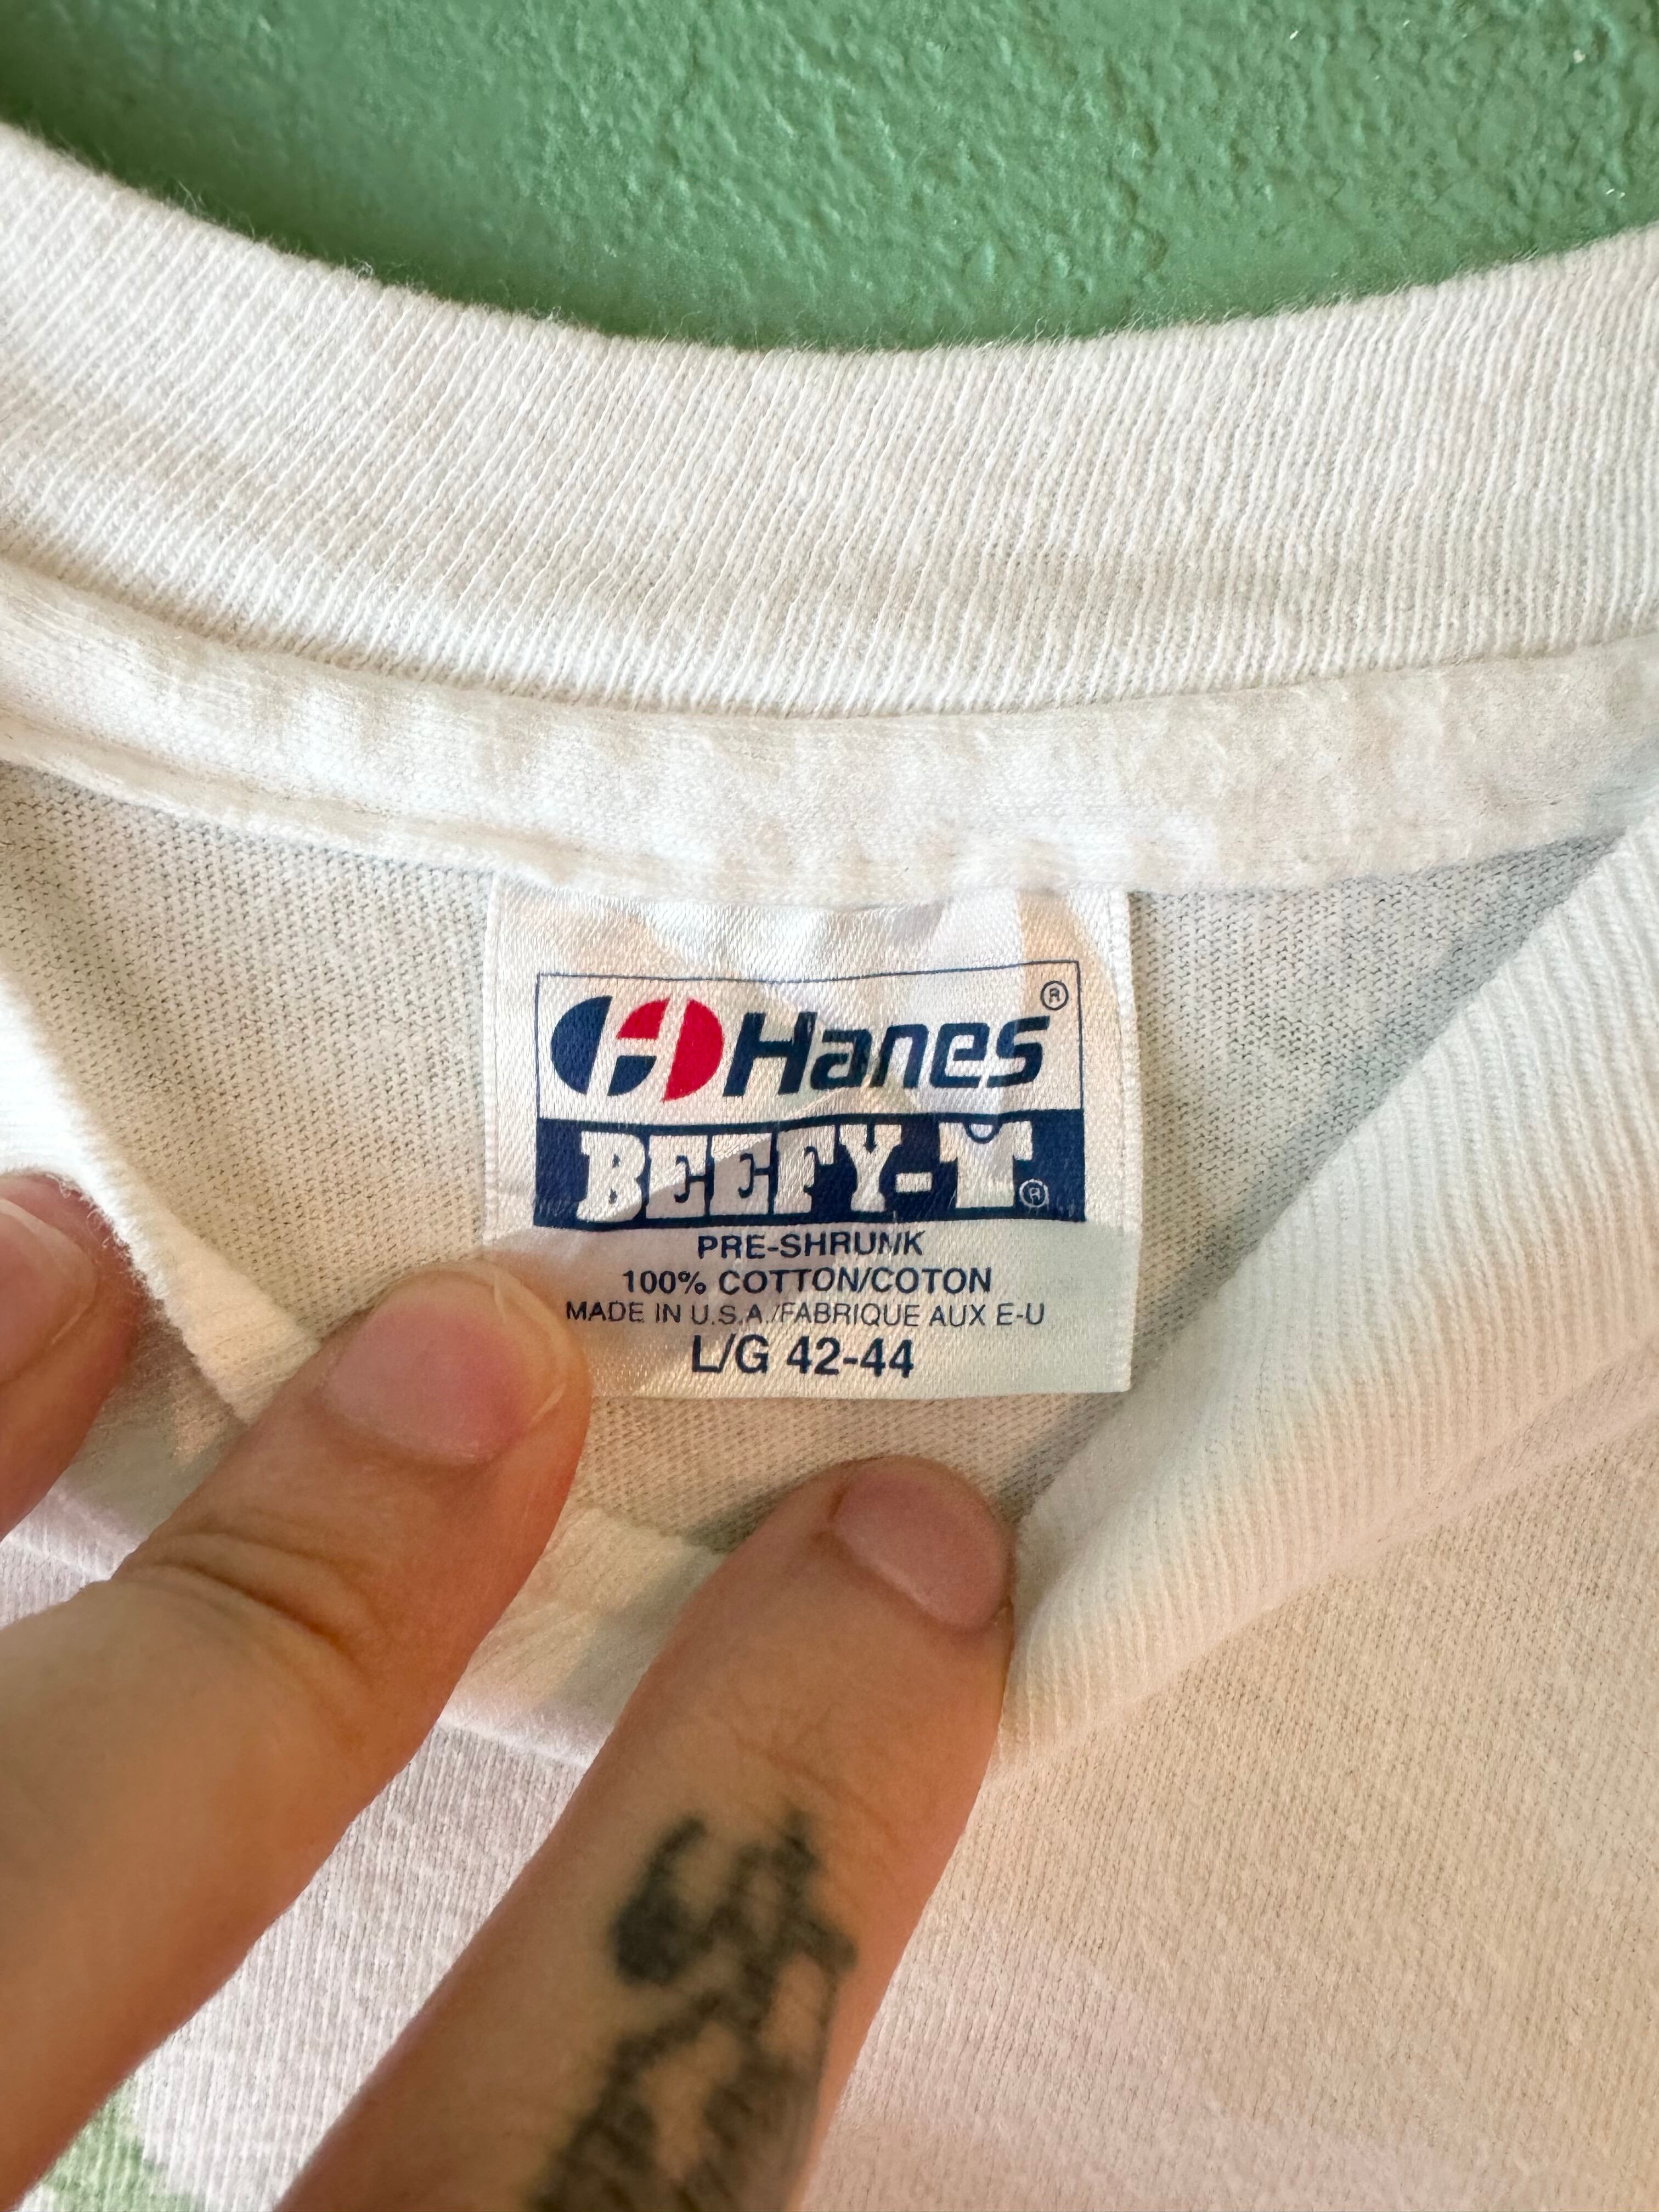 Hanes®
BEEFY-T®
PRE-SHRUNK
100% COTTON/COTON
MADE IN U.S.A./FABRIQUE AUX E-U
L/G 42-44